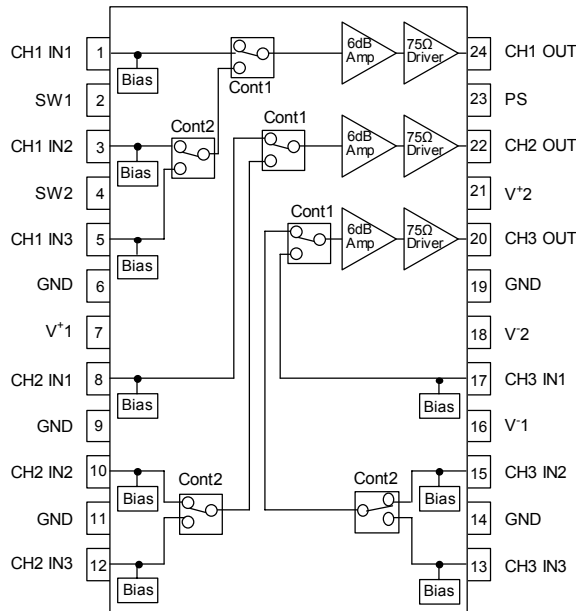 CH1 IN1 1 Bias Cont1 6dB Amp 75Ω Driver 24 CH1 OUT
SW1 2 23 PS
CH1 IN2 3 Bias Cont2 Cont1 6dB Amp 75Ω Driver 22 CH2 OUT
SW2 4 21 V+2
CH1 IN3 5 Bias Cont1 6dB Amp 75Ω Driver 20 CH3 OUT
GND 6 19 GND
V+1 7 18 V-2
CH2 IN1 8 Bias Bias 17 CH3 IN1
GND 9 16 V-1
CH2 IN2 10 Bias Cont2 Cont2 Bias 15 CH3 IN2
GND 11 14 GND
CH2 IN3 12 Bias Bias 13 CH3 IN3